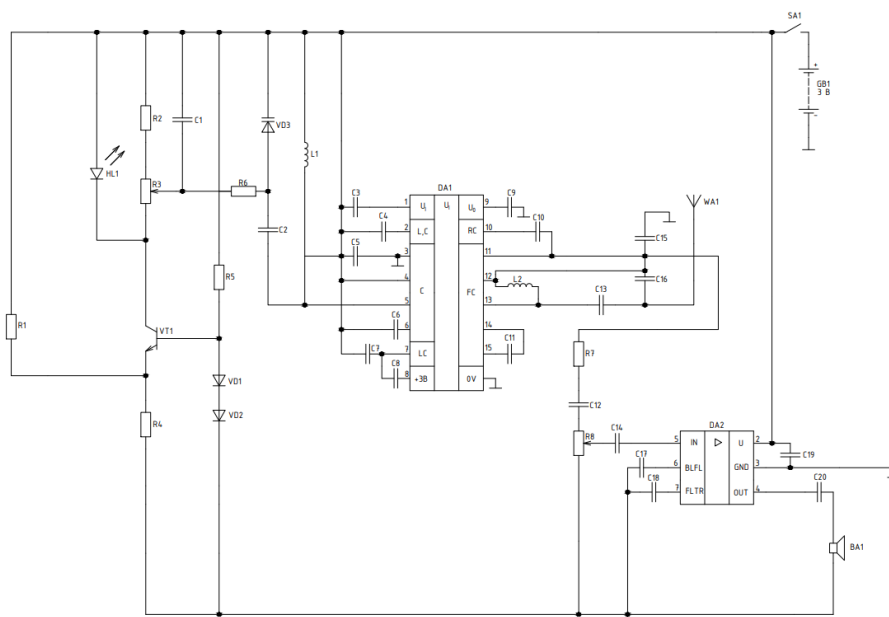 SA1
+
GB1
3 В
-
R2
C1
VD3
L1
HL1
R3
R6
C2
C3
C4
C5
DA1
1
2
3
4
5
6
7
8
U₁
L,C
C
LC
+3В
U₁
U₀
RC
FC
0V
9
10
11
12
13
14
15
C9
C10
C15
WA1
L2
C13
C16
R5
R1
VT1
C6
C7
C8
C11
R7
VD1
VD2
R4
C12
R8
C14
DA2
5
6
7
IN
BLFL
FLTR
U
GND
OUT
2
3
4
C17
C18
C19
C20
BA1